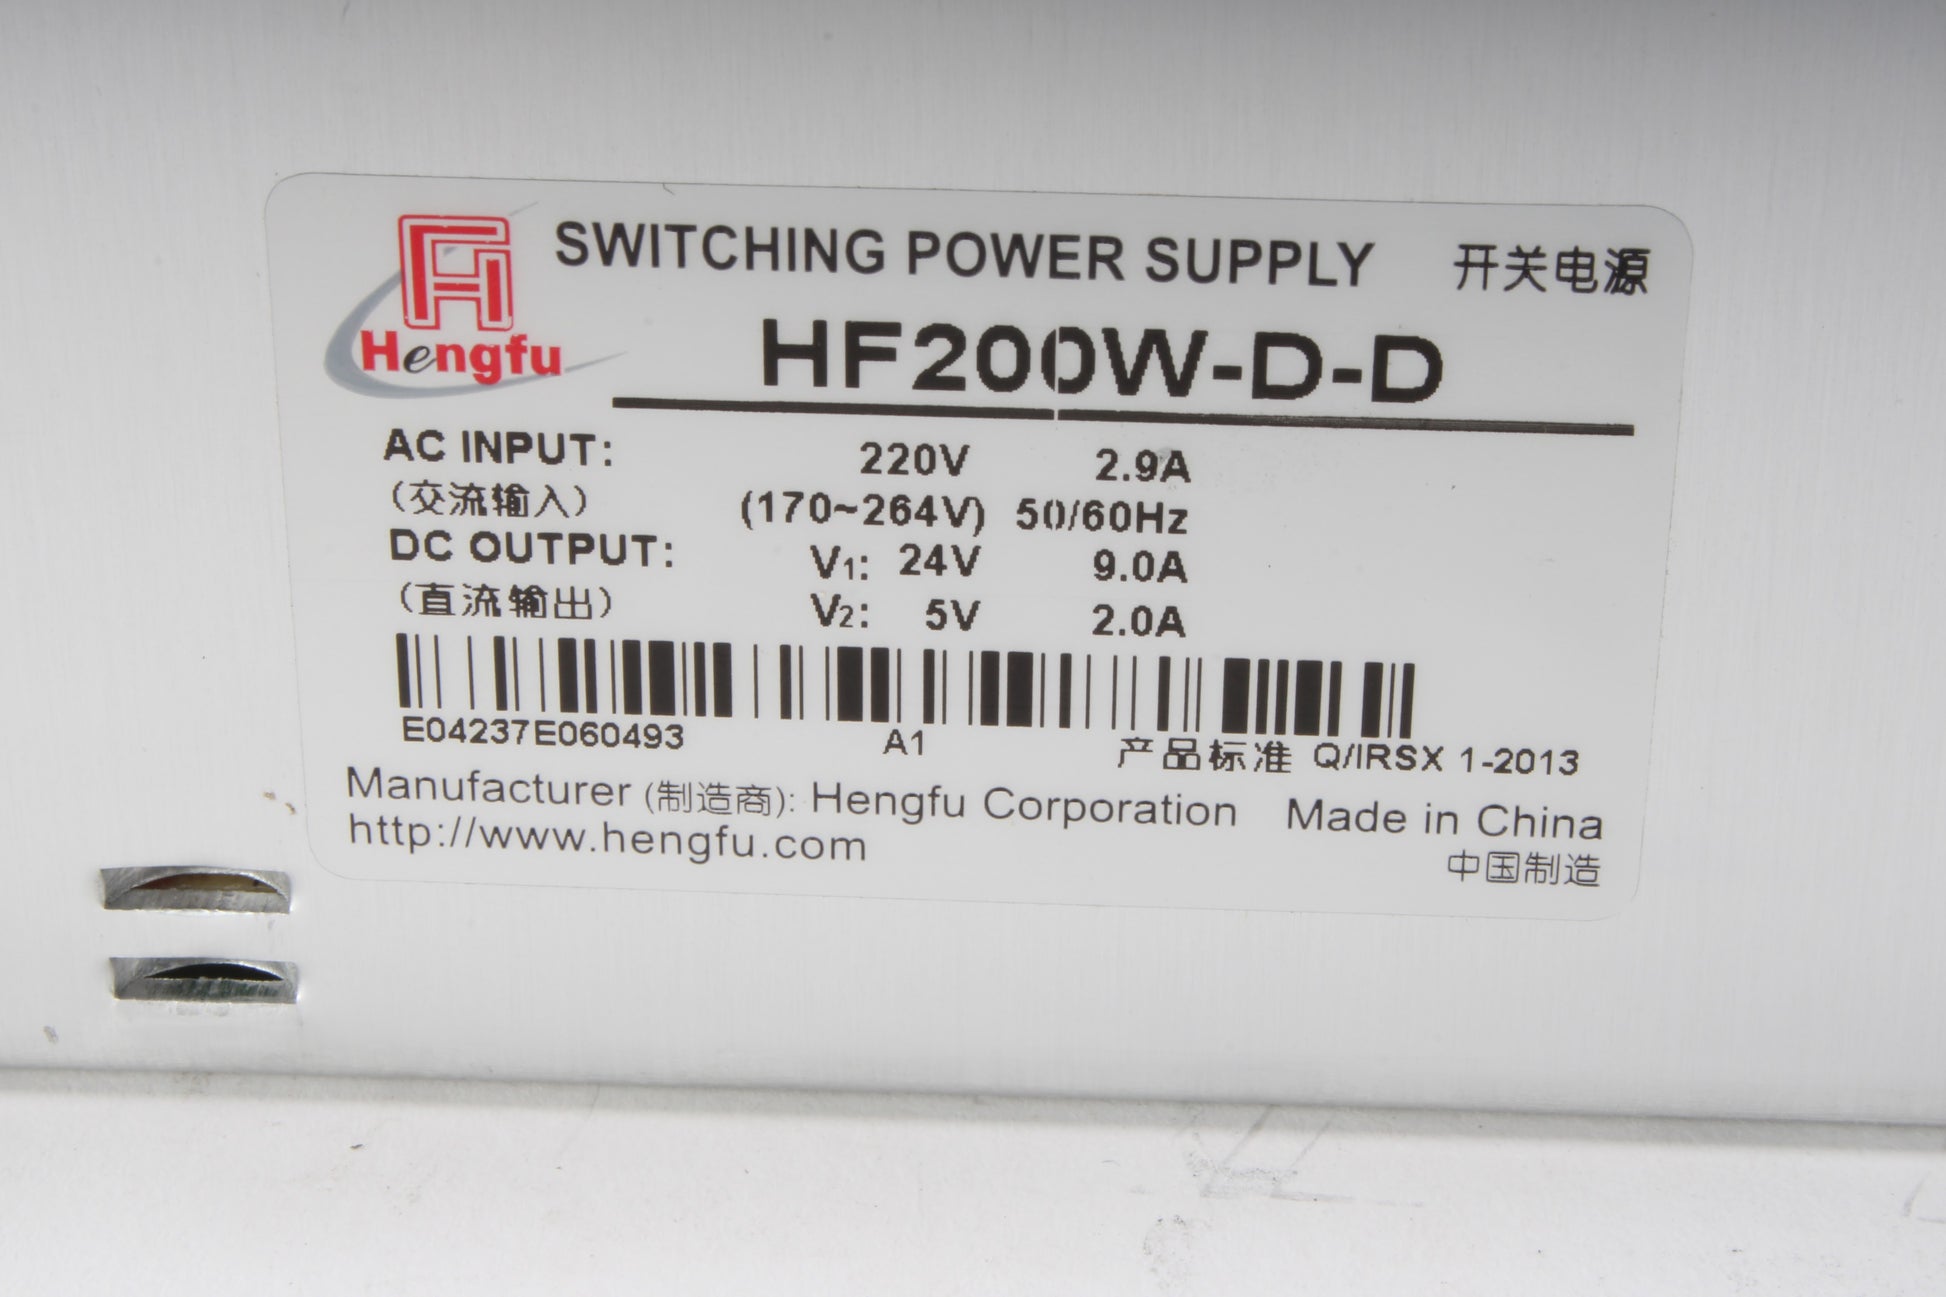 Hengfu
SWITCHING POWER SUPPLY 开关电源
HF200W-D-D
AC INPUT: 220V 2.9A
(交流输入) (170~264V) 50/60Hz
DC OUTPUT: V1: 24V 9.0A
(直流输出) V2: 5V 2.0A
E04237E060493 A1 产品标准 Q/IRSX 1-2013
Manufacturer (制造商): Hengfu Corporation Made in China
http://www.hengfu.com 中国制造